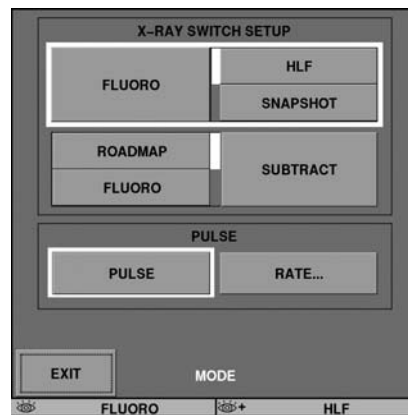 X-RAY SWITCH SETUP
FLUORO
HLF
SNAPSHOT
ROADMAP
FLUORO
SUBTRACT
PULSE
PULSE
RATE...
EXIT
MODE
FLUORO
+
HLF